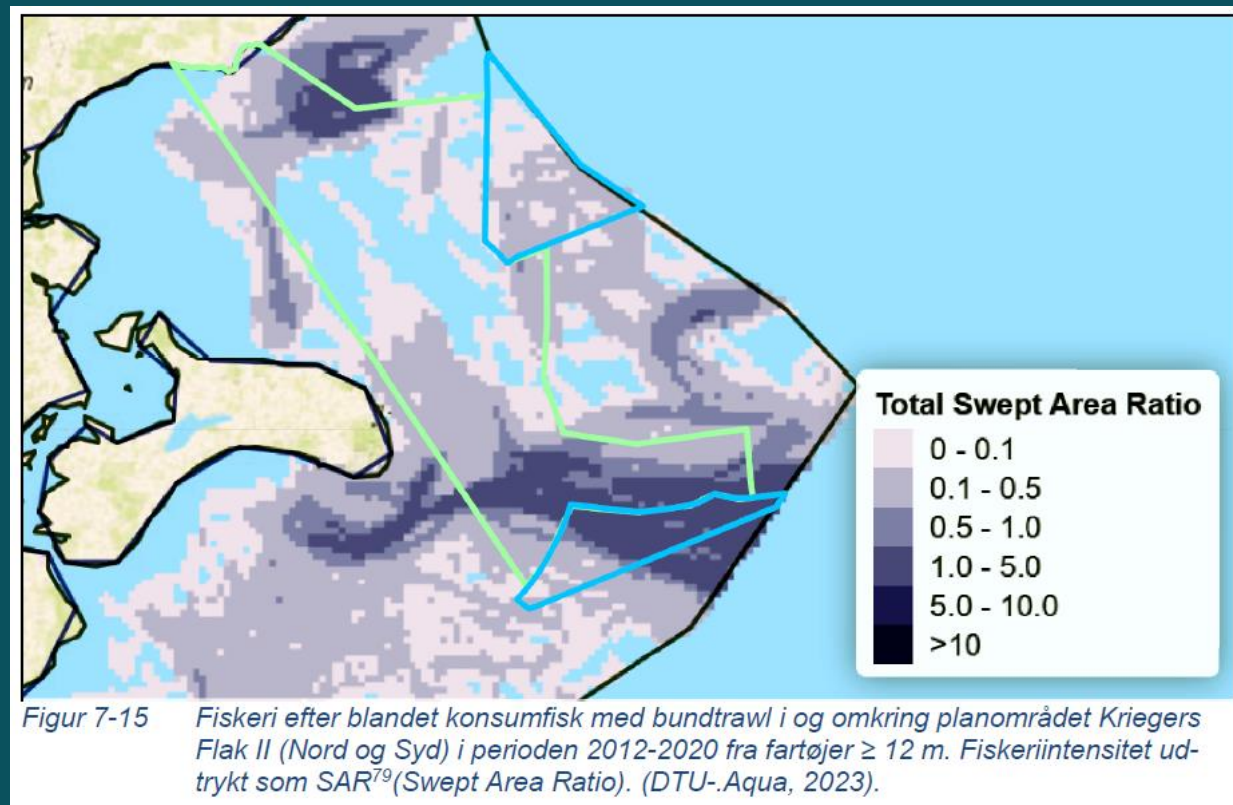 n
Total Swept Area Ratio
0 - 0.1
0.1 - 0.5
0.5 - 1.0
1.0 - 5.0
5.0 - 10.0
>10
Figur 7-15 Fiskeri efter blandet konsumfisk med bundtrawl i og omkring planområdet Kriegers
Flak II (Nord og Syd) i perioden 2012-2020 fra fartøjer ≥ 12 m. Fiskeriintensitet ud-
trykt som SAR⁷⁹(Swept Area Ratio). (DTU-.Aqua, 2023).